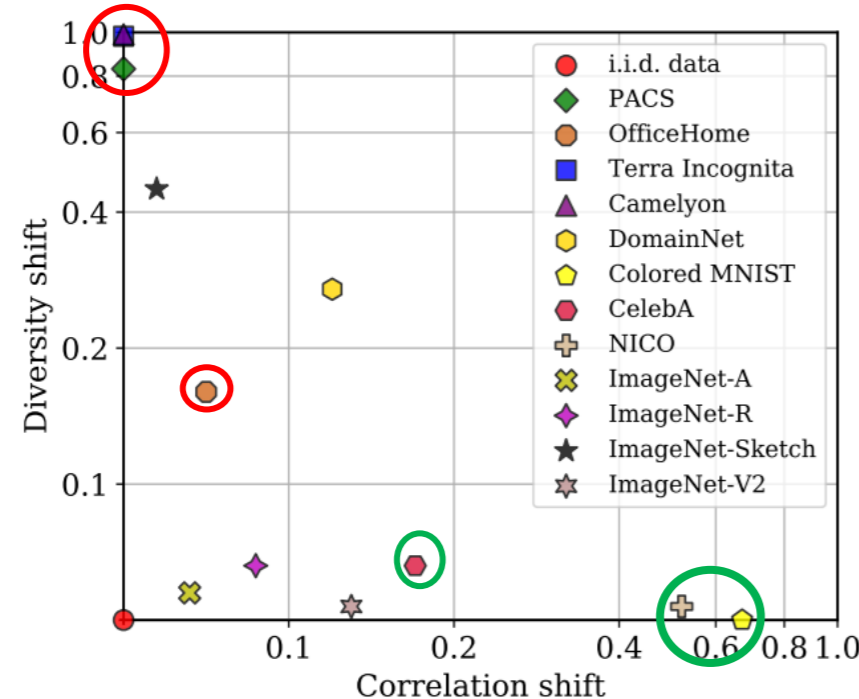 1.0
0.8
0.6
0.4
0.2
0.1
Diversity shift
i.i.d. data
PACS
OfficeHome
Terra Incognita
Camelyon
DomainNet
Colored MNIST
CelebA
NICO
ImageNet-A
ImageNet-R
ImageNet-Sketch
ImageNet-V2
0.1 0.2 0.4 0.6 0.8 1.0
Correlation shift